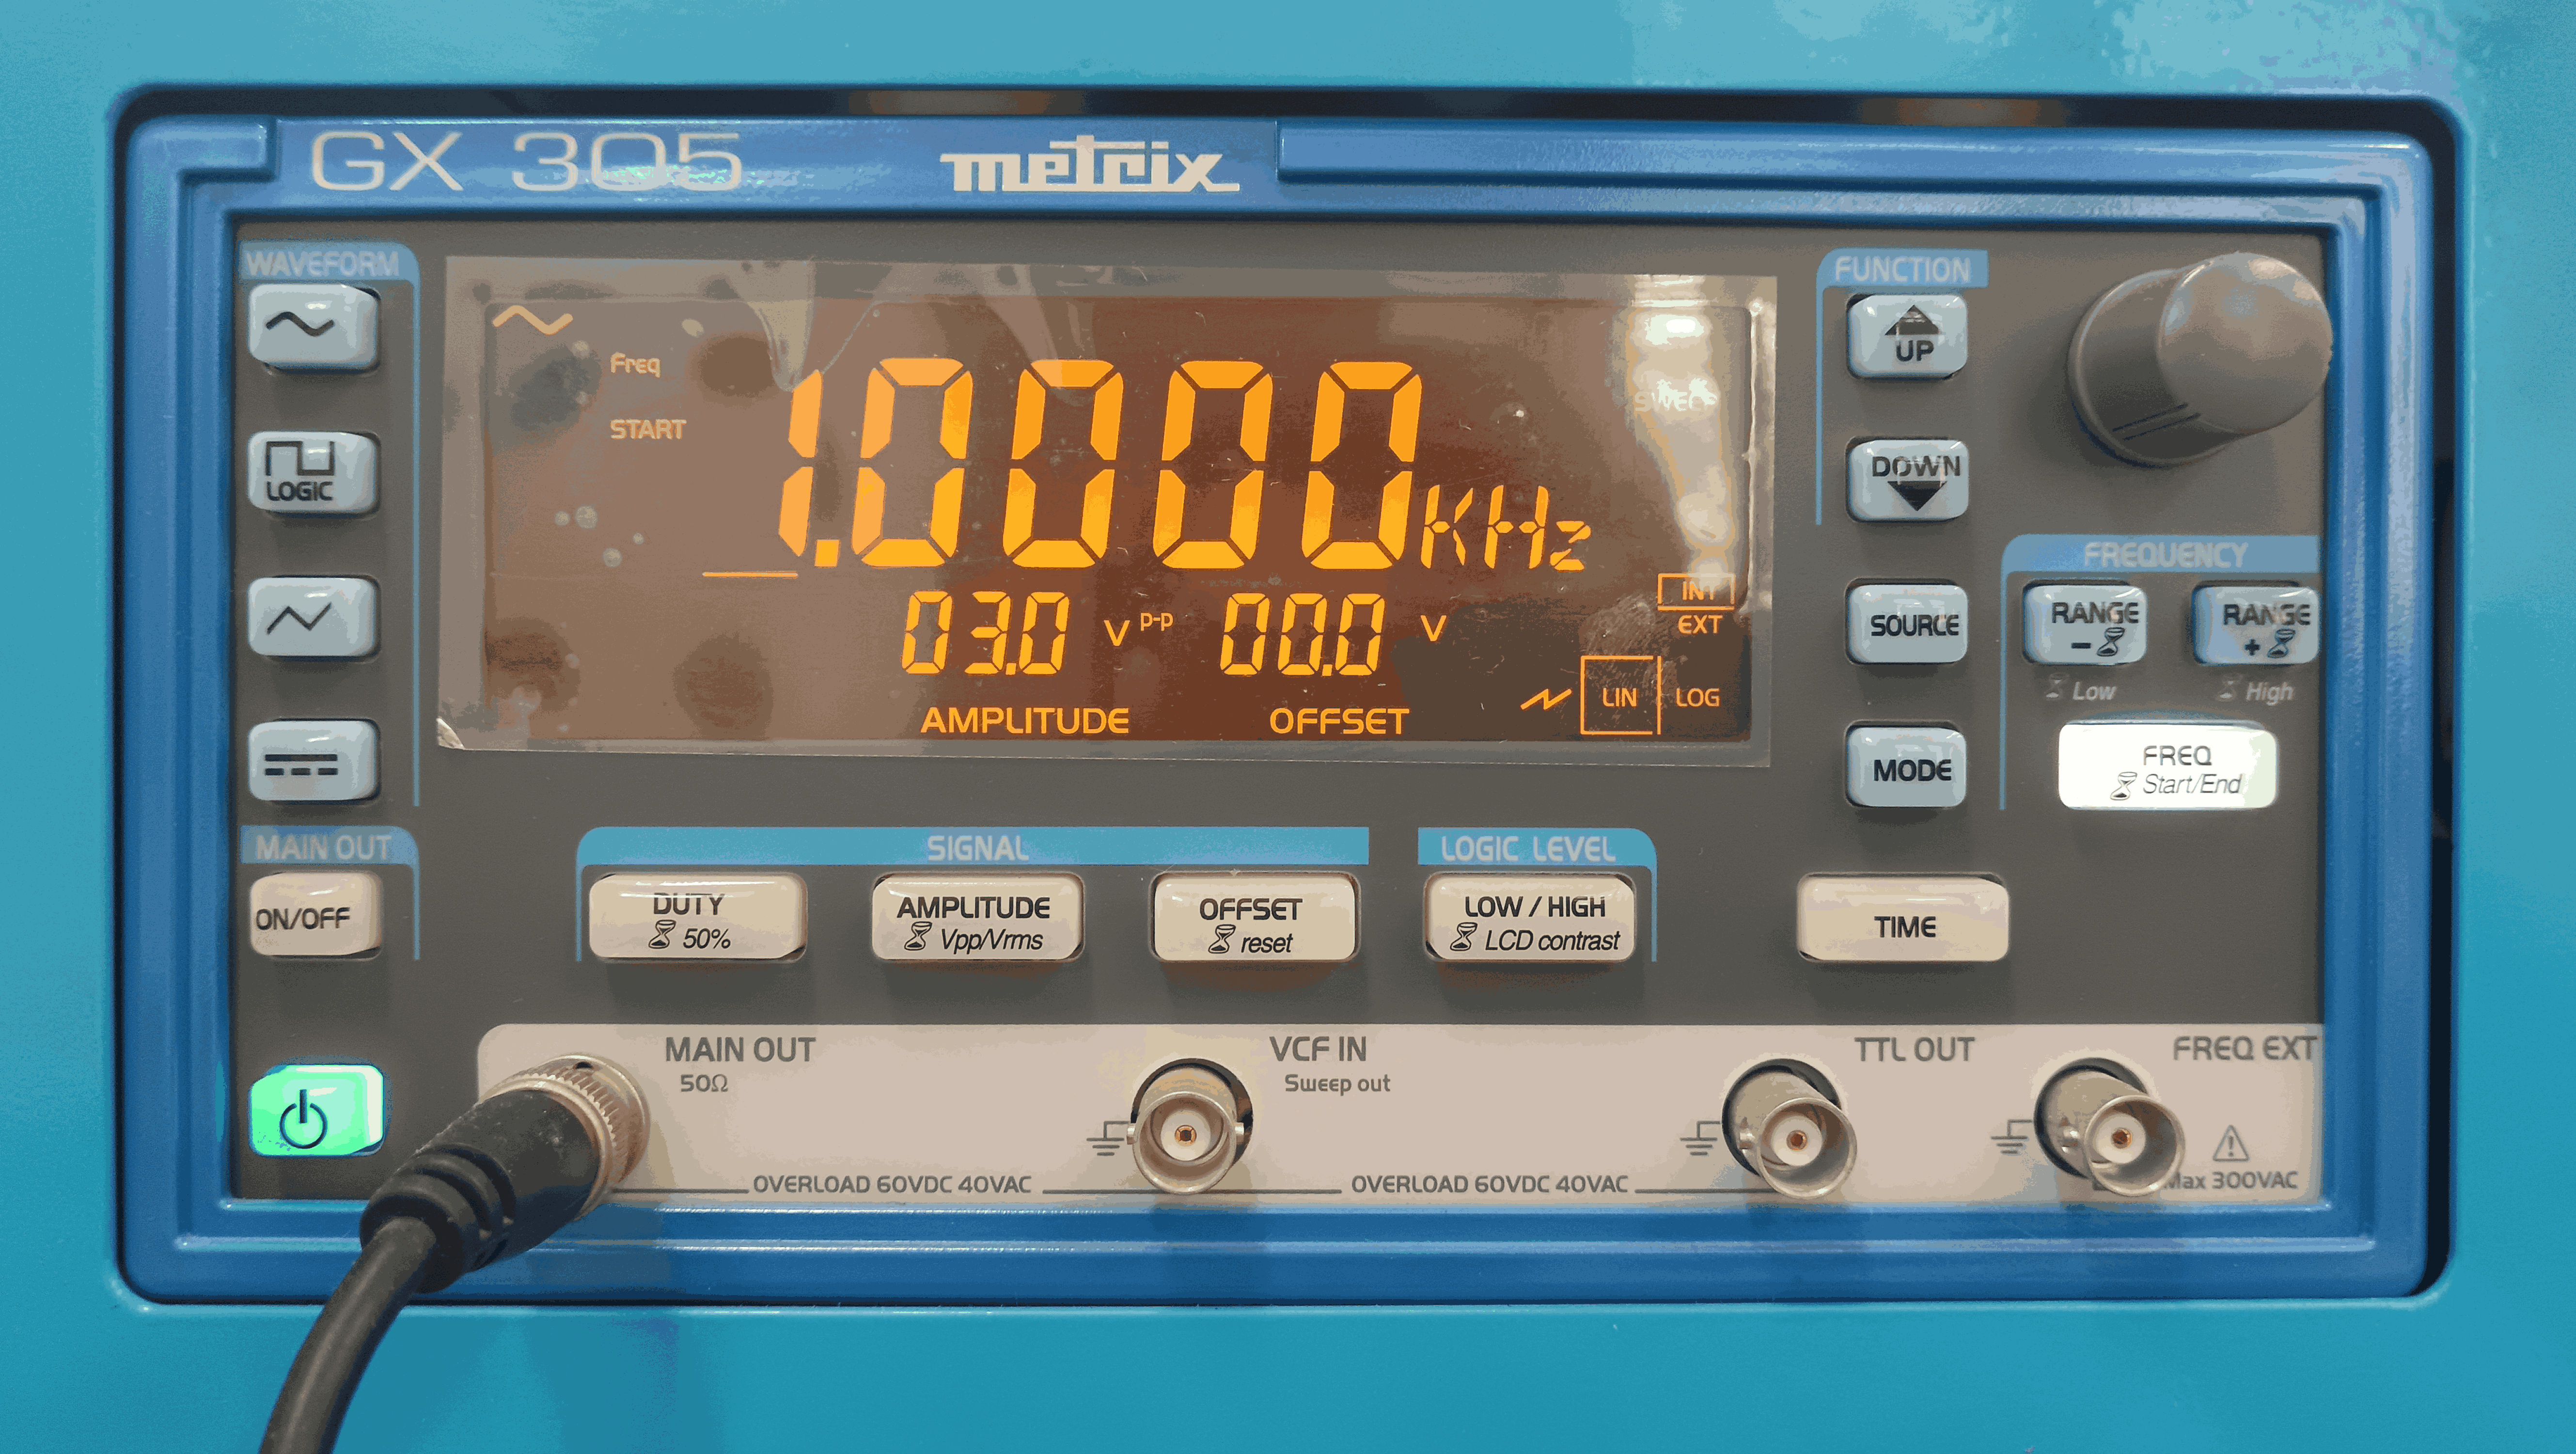 GX 305 metrix
WAVEFORM
LOGIC
Freq
START
1.0000 KHz
SWEEP
03.0 V p-p 00.0 V
AMPLITUDE OFFSET
INT
EXT
LIN LOG
FUNCTION
UP
DOWN
SOURCE
MODE
FREQUENCY
RANGE
-
RANGE
+
Low High
FREQ
Start/End
MAIN OUT
ON/OFF
SIGNAL
DUTY
50%
AMPLITUDE
Vpp/Vrms
OFFSET
reset
LOGIC LEVEL
LOW / HIGH
LCD contrast
TIME
MAIN OUT
50Ω
VCF IN
Sweep out
TTL OUT
FREQ EXT
OVERLOAD 60VDC 40VAC
OVERLOAD 60VDC 40VAC
Max 300VAC